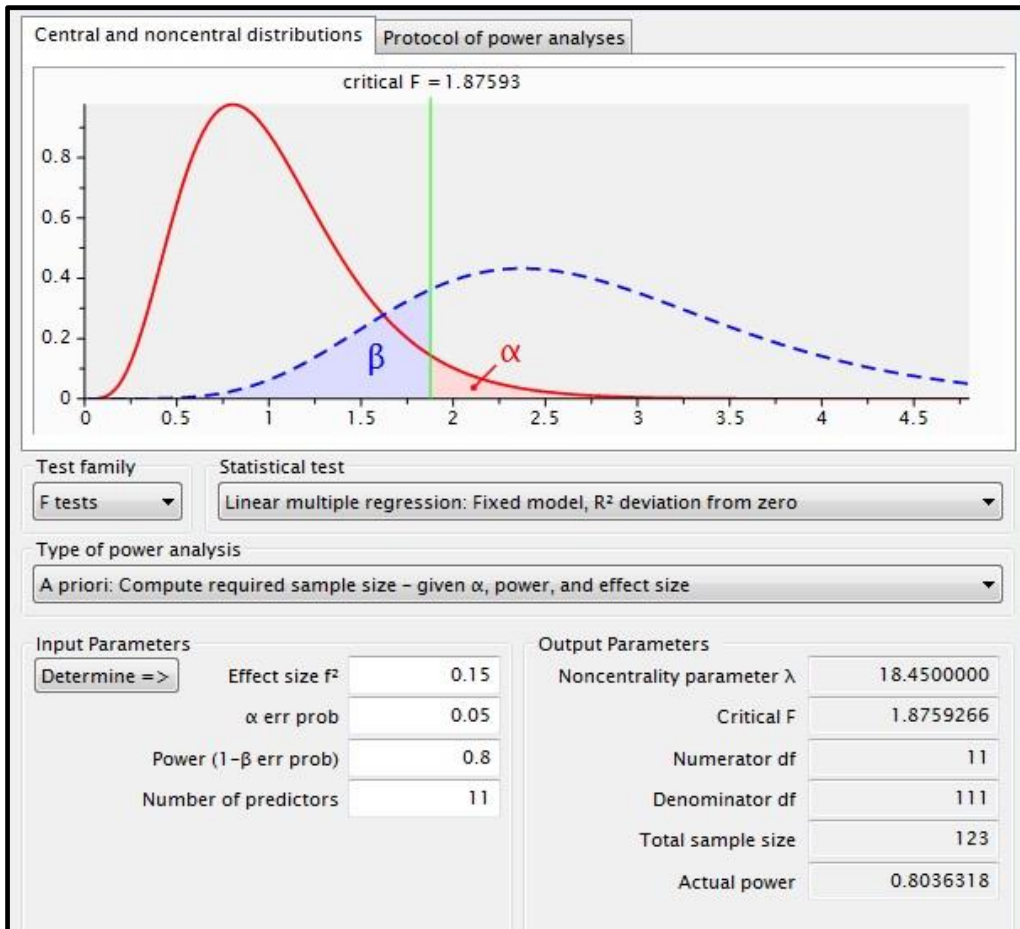 Central and noncentral distributions Protocol of power analyses
critical F = 1.87593
0.8
0.6
0.4
0.2
0
β
α
0 0.5 1 1.5 2 2.5 3 3.5 4 4.5
Test family Statistical test
F tests Linear multiple regression: Fixed model, R² deviation from zero
Type of power analysis
A priori: Compute required sample size – given α, power, and effect size
Input Parameters
Determine => Effect size f² 0.15
α err prob 0.05
Power (1-β err prob) 0.8
Number of predictors 11
Output Parameters
Noncentrality parameter λ 18.4500000
Critical F 1.8759266
Numerator df 11
Denominator df 111
Total sample size 123
Actual power 0.8036318